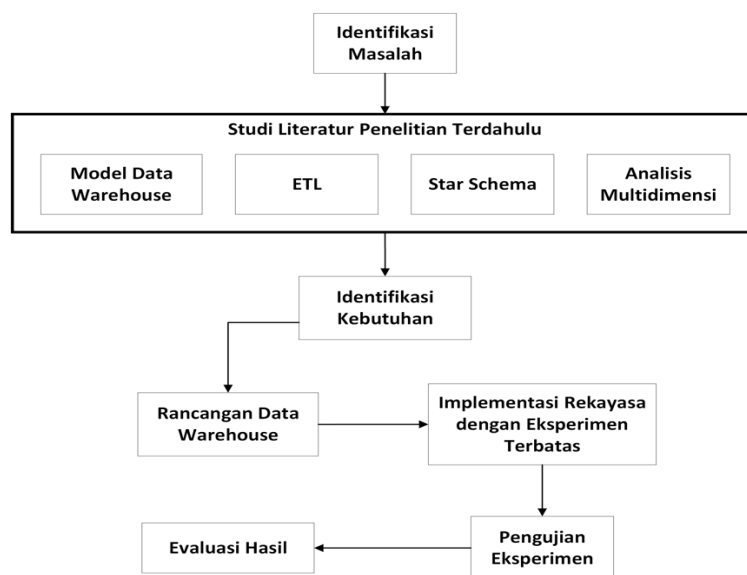 Identifikasi
Masalah
Studi Literatur Penelitian Terdahulu
Model Data
Warehouse
ETL
Star Schema
Analisis
Multidimensi
Identifikasi
Kebutuhan
Rancangan Data
Warehouse
Implementasi Rekayasa
dengan Eksperimen
Terbatas
Pengujian
Eksperimen
Evaluasi Hasil